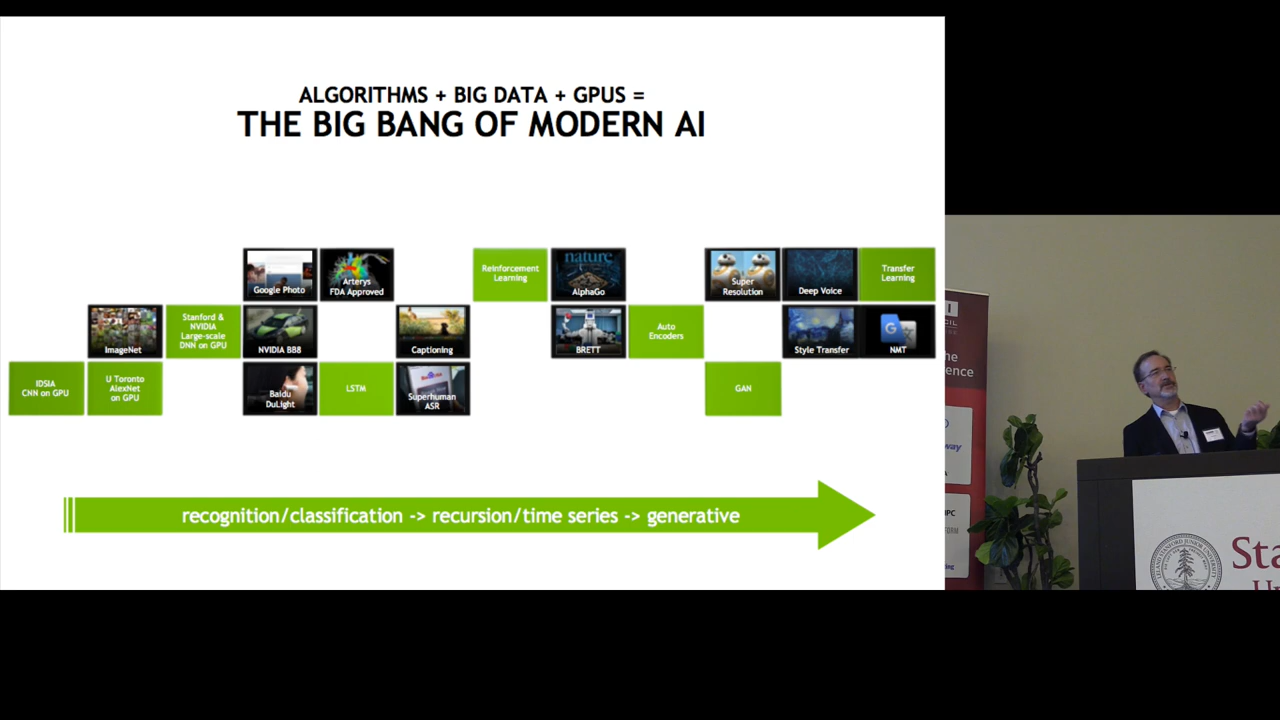 ALGORITHMS + BIG DATA + GPUS =
THE BIG BANG OF MODERN AI
Google Photo
Arterys
FDA Approved
Reinforcement
Learning
nature
AlphaGo
Super
Resolution
Deep Voice
Transfer
Learning
ImageNet
Stanford &
NVIDIA
Large-scale
DNN on GPU
NVIDIA BB8
Captioning
BRETT
Auto
Encoders
Style Transfer
NMT
IDSIA
CNN on GPU
U Toronto
AlexNet
on GPU
Baidu
DuLight
LSTM
Superhuman
ASR
GAN
recognition/classification -> recursion/time series -> generative